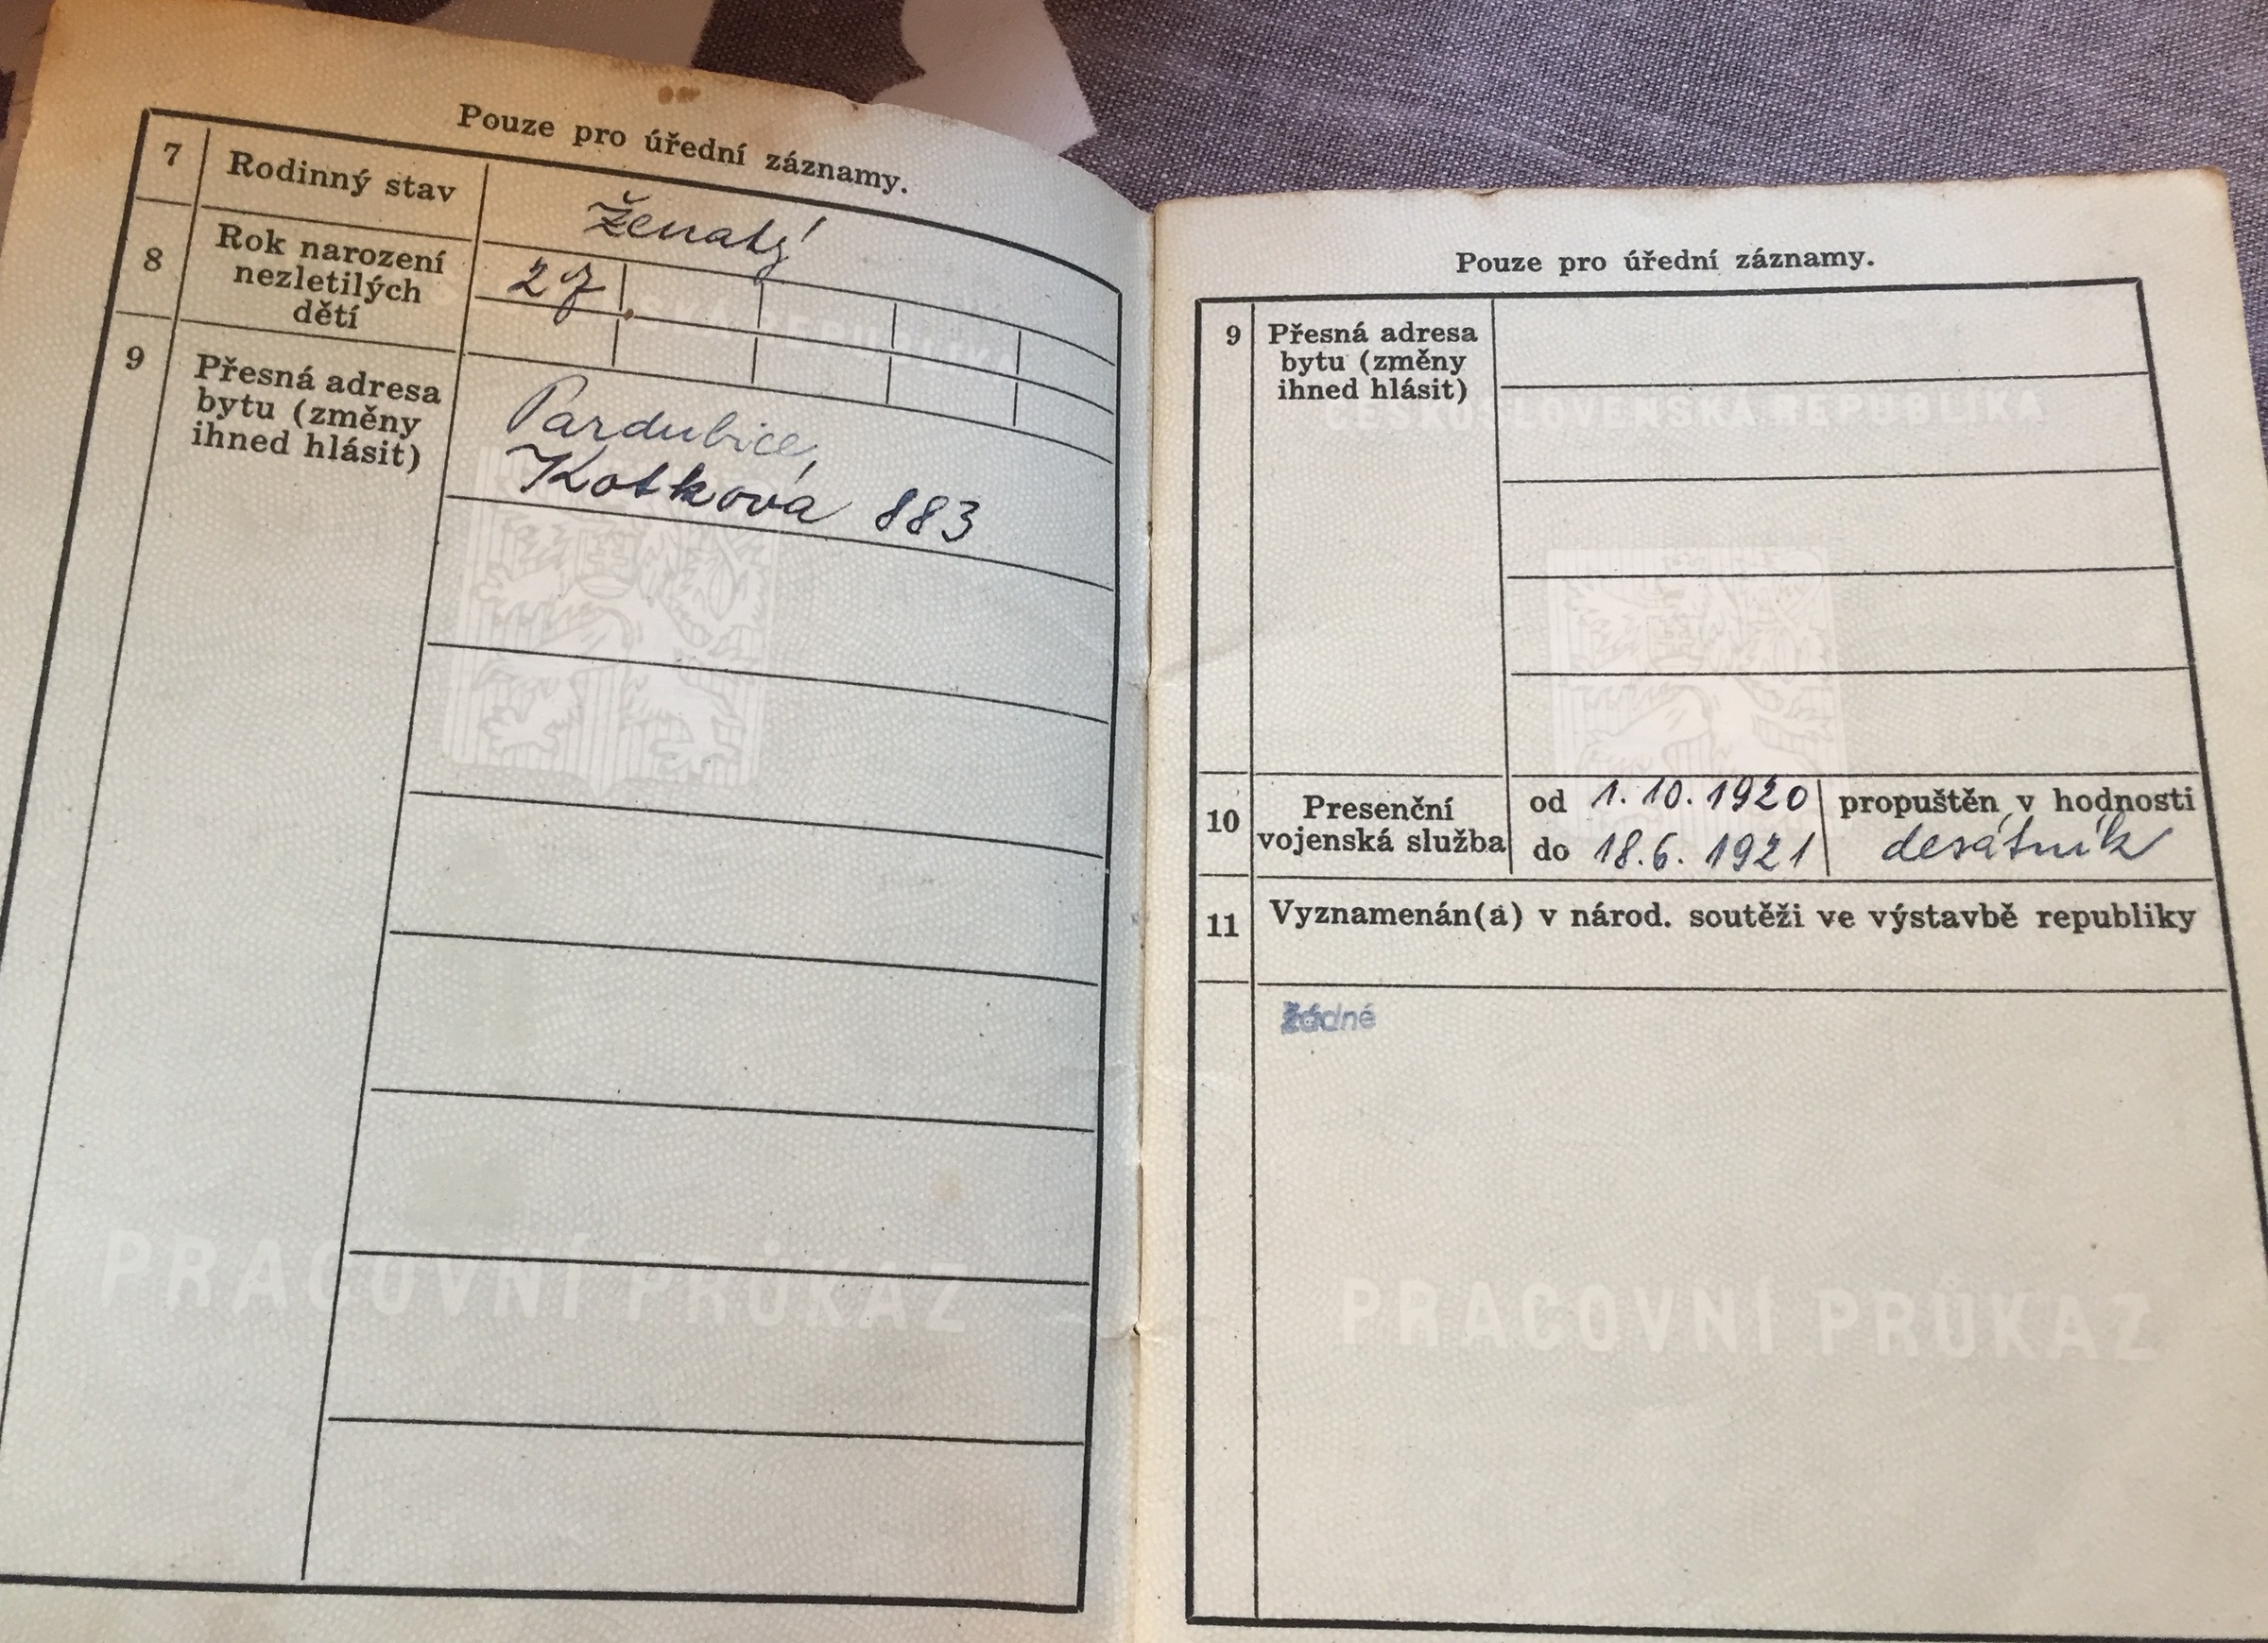 Pouze pro úřední záznamy.
7 Rodinný stav ženatý
8 Rok narození
nezletilých
dětí
27.
9 Přesná adresa
bytu (změny
ihned hlásit)
Pardubice,
Kotkova 883
SKÁ REPUBLIKA
PRACOVNÍ PRŮKAZ
Pouze pro úřední záznamy.
9 Přesná adresa
bytu (změny
ihned hlásit)
ČESKOSLOVENSKÁ REPUBLIKA
10 Presenční
vojenská služba
od 1. 10. 1920
do 18. 6. 1921
propuštěn v hodnosti
desátník
11 Vyznamenán(a) v národ. soutěži ve výstavbě republiky
žádné
PRACOVNÍ PRŮKAZ